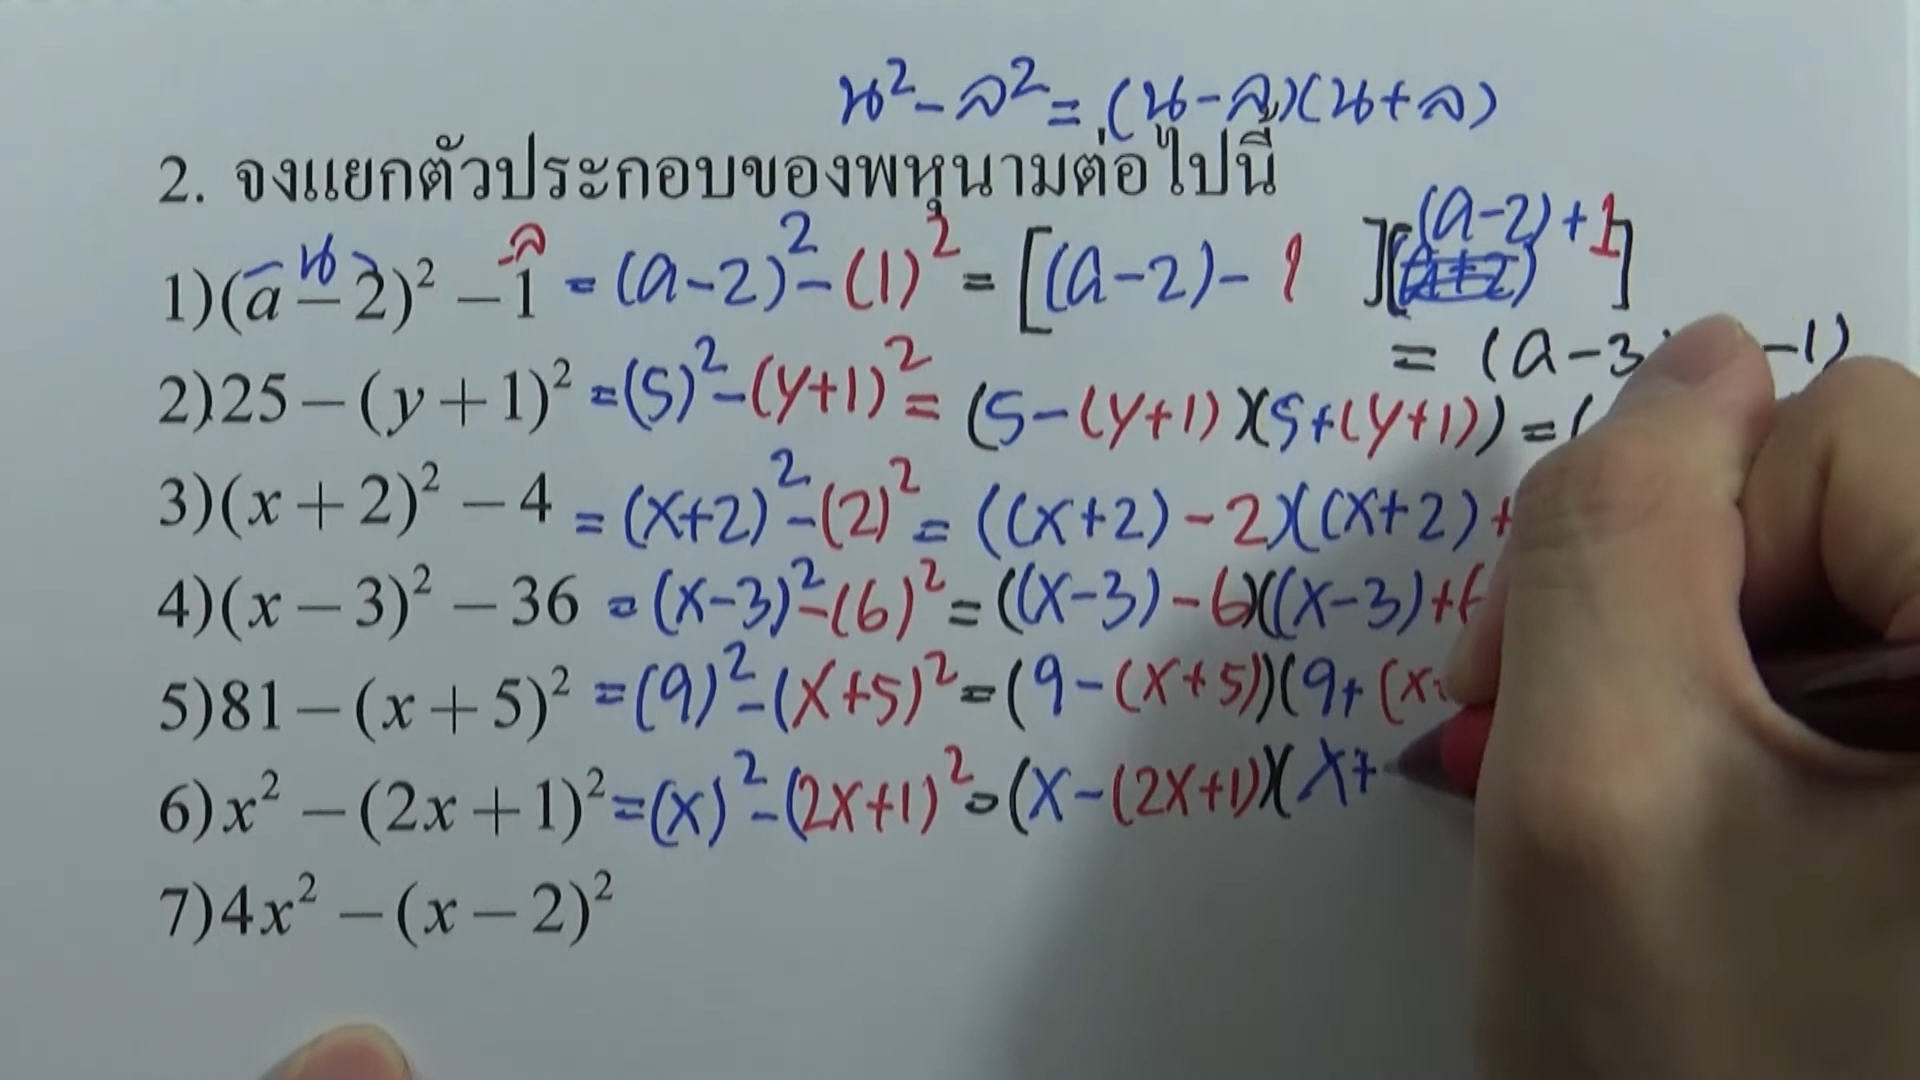 น² - ล² = (น - ล)(น + ล)
2. จงแยกตัวประกอบของพหุนามต่อไปนี้
น ล (a-2) + 1
1)(a - 2)² - 1 = (a-2)² - (1)² = [(a-2) - 1 ][ ]
= (a-3 -1)
2)25 - (y + 1)² = (5)² - (y+1)² = (5 - (y+1)(5 + (y+1)) = (
3)(x + 2)² - 4 = (x+2)² - (2)² = ((x+2) - 2)((x+2) +
4)(x - 3)² - 36 = (x-3)² - (6)² = ((x-3) - 6)((x-3) +
5)81 - (x + 5)² = (9)² - (x+5)² = (9 - (x+5))(9 + (x
6)x² - (2x + 1)² = (x)² - (2x+1)² = (x - (2x+1))(x +
7)4x² - (x - 2)²